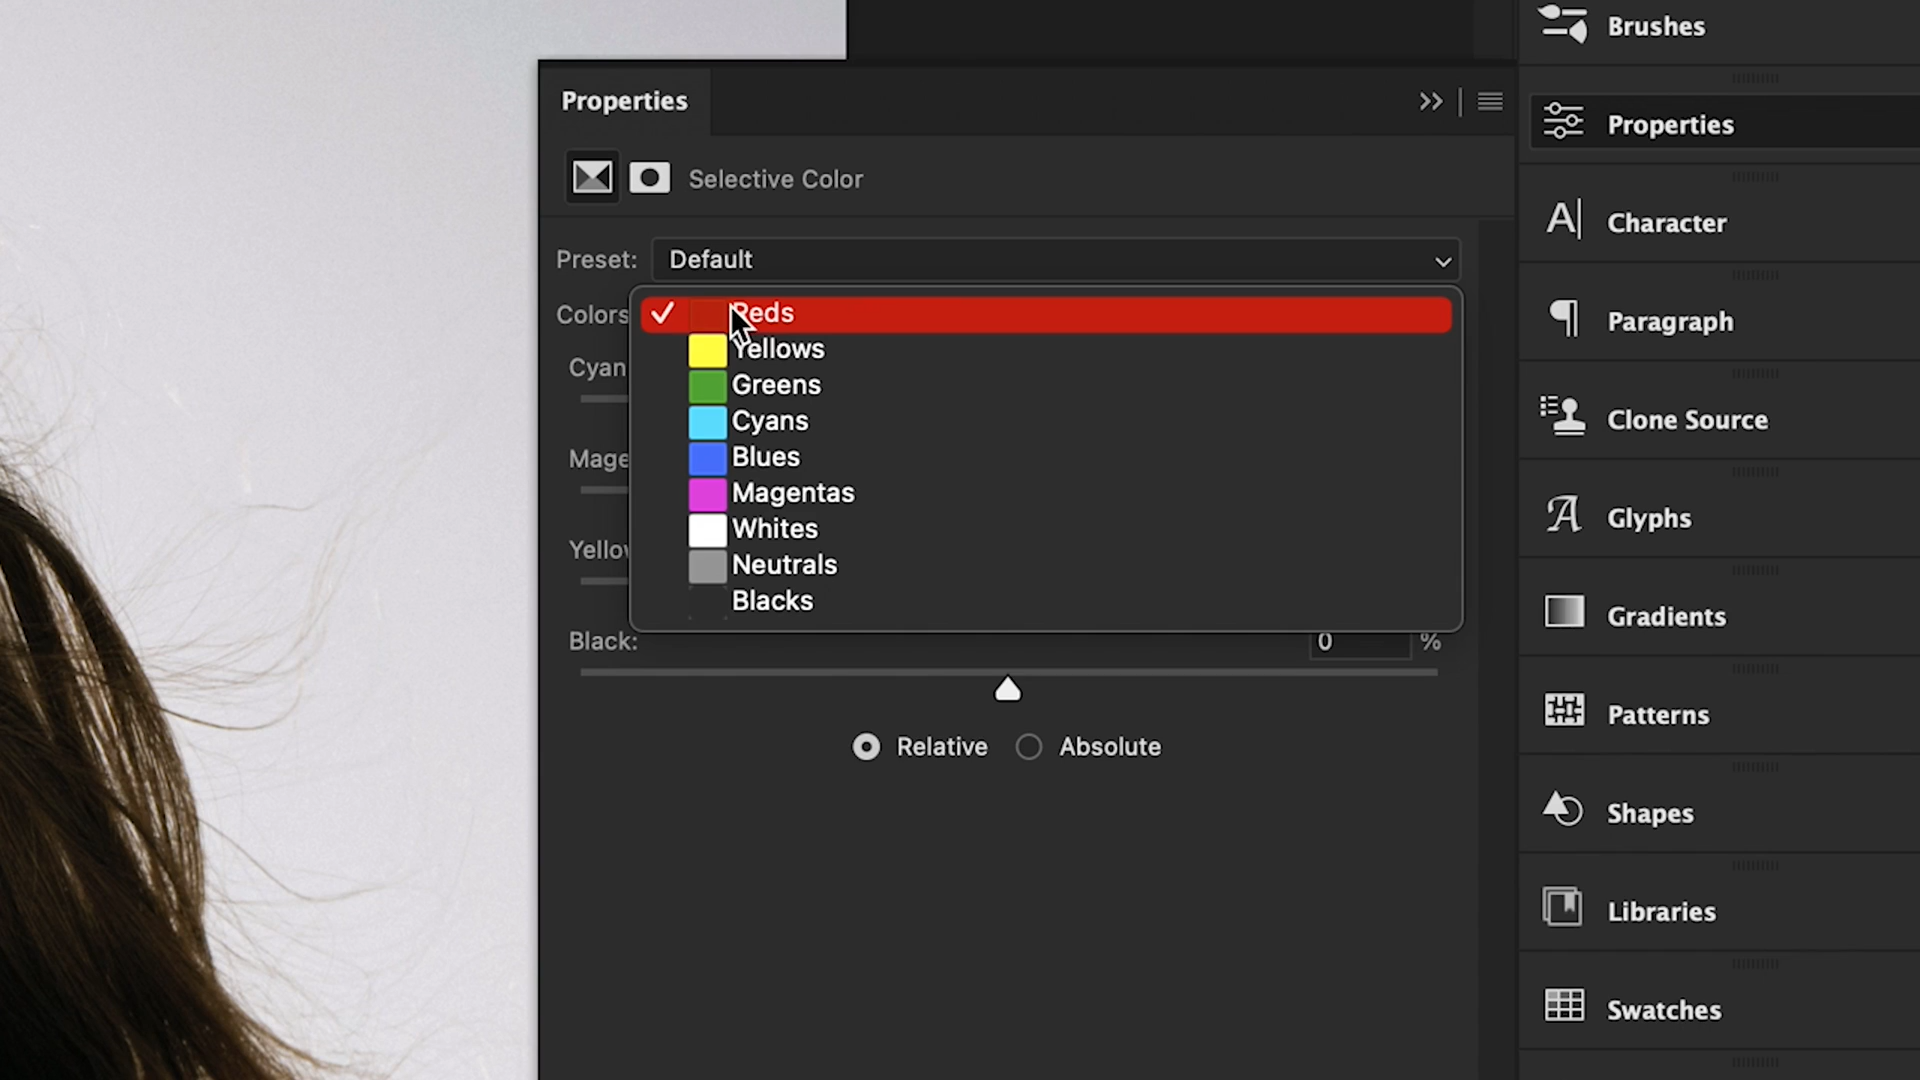 Brushes
Properties
Properties
Selective Color
Character
Preset: Default
Colors
Reds
Paragraph
Yellows
Cyan
Greens
Cyans
Clone Source
Mage
Blues
Magentas
Glyphs
Whites
Yellow
Neutrals
Blacks
Gradients
Black: 0 %
Patterns
Relative Absolute
Shapes
Libraries
Swatches